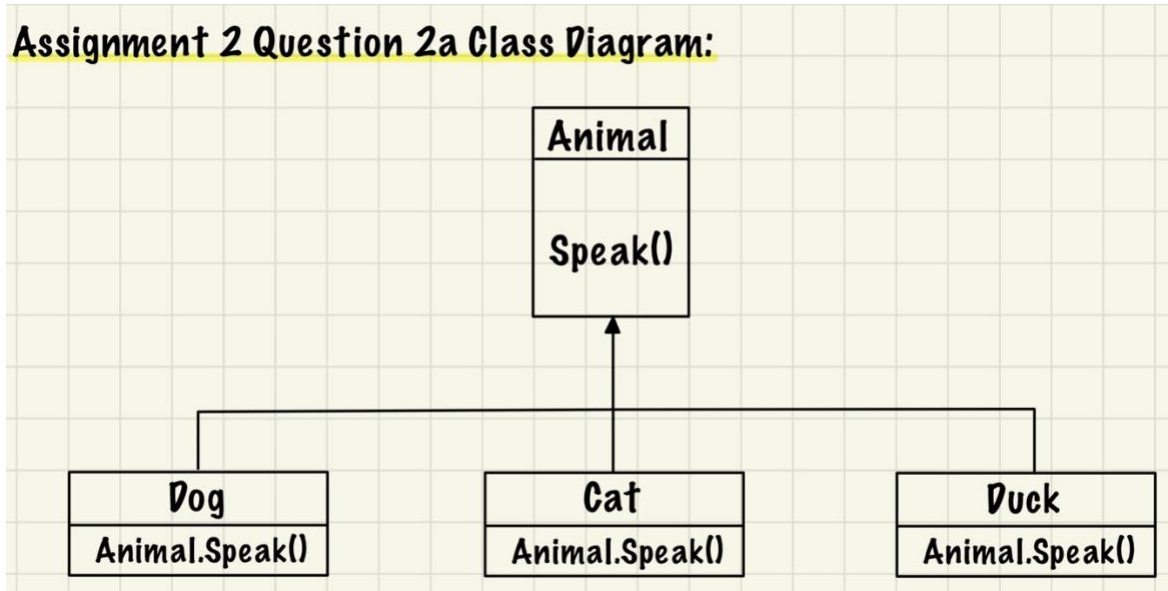 Assignment 2 Question 2a Class Diagram:
Animal
Speak()
Dog
Cat
Duck
Animal.Speak()
Animal.Speak()
Animal.Speak()